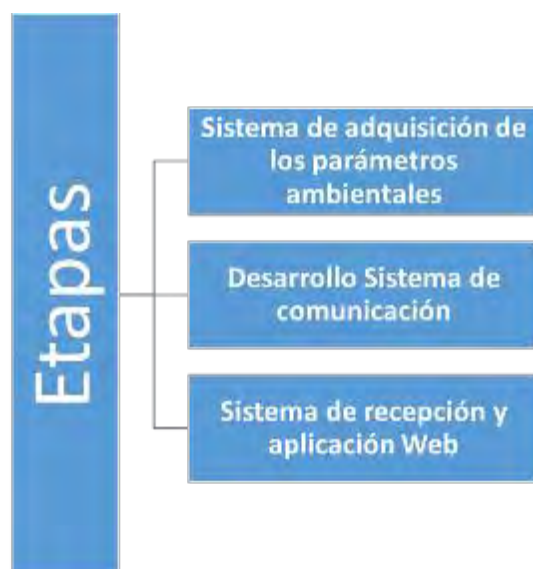 Etapas
Sistema de adquisición de
los parámetros
ambientales
Desarrollo Sistema de
comunicación
Sistema de recepción y
aplicación Web